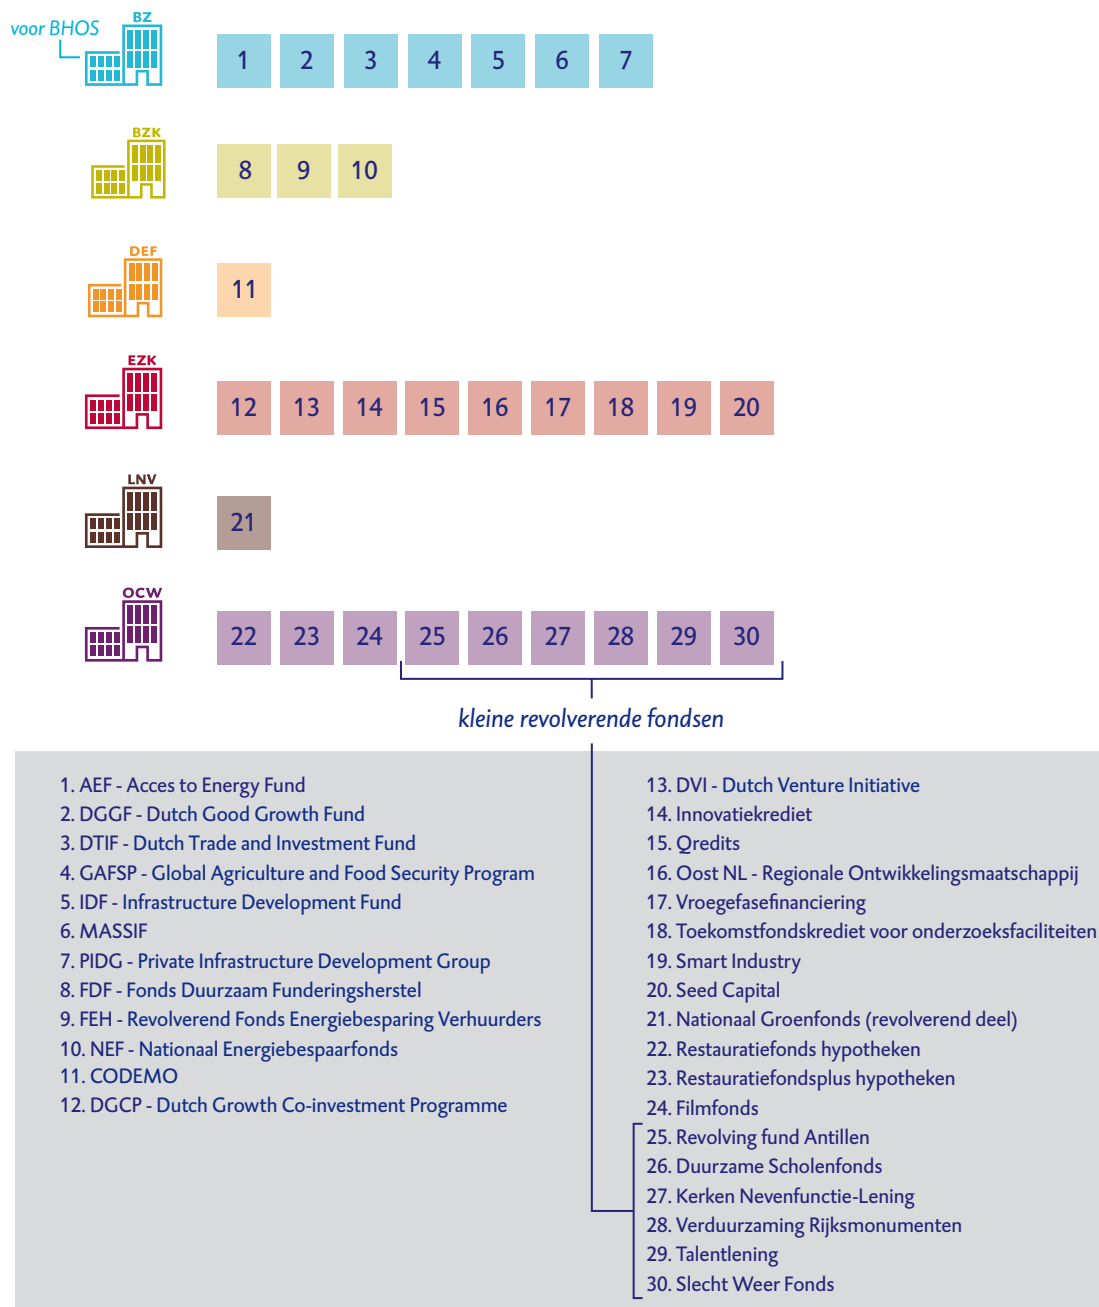 voor BHOS
BZ
1 2 3 4 5 6 7
BZK
8 9 10
DEF
11
EZK
12 13 14 15 16 17 18 19 20
LNV
21
OCW
22 23 24 25 26 27 28 29 30
kleine revolverende fondsen
1. AEF - Acces to Energy Fund
2. DGGF - Dutch Good Growth Fund
3. DTIF - Dutch Trade and Investment Fund
4. GAFSP - Global Agriculture and Food Security Program
5. IDF - Infrastructure Development Fund
6. MASSIF
7. PIDG - Private Infrastructure Development Group
8. FDF - Fonds Duurzaam Funderingsherstel
9. FEH - Revolverend Fonds Energiebesparing Verhuurders
10. NEF - Nationaal Energiebespaarfonds
11. CODEMO
12. DGCP - Dutch Growth Co-investment Programme
13. DVI - Dutch Venture Initiative
14. Innovatiekrediet
15. Qredits
16. Oost NL - Regionale Ontwikkelingsmaatschappij
17. Vroegefasefinanciering
18. Toekomstfondskrediet voor onderzoeksfaciliteiten
19. Smart Industry
20. Seed Capital
21. Nationaal Groenfonds (revolverend deel)
22. Restauratiefonds hypotheken
23. Restauratiefondsplus hypotheken
24. Filmfonds
25. Revolving fund Antillen
26. Duurzame Scholenfonds
27. Kerken Nevenfunctie-Lening
28. Verduurzaming Rijksmonumenten
29. Talentlening
30. Slecht Weer Fonds